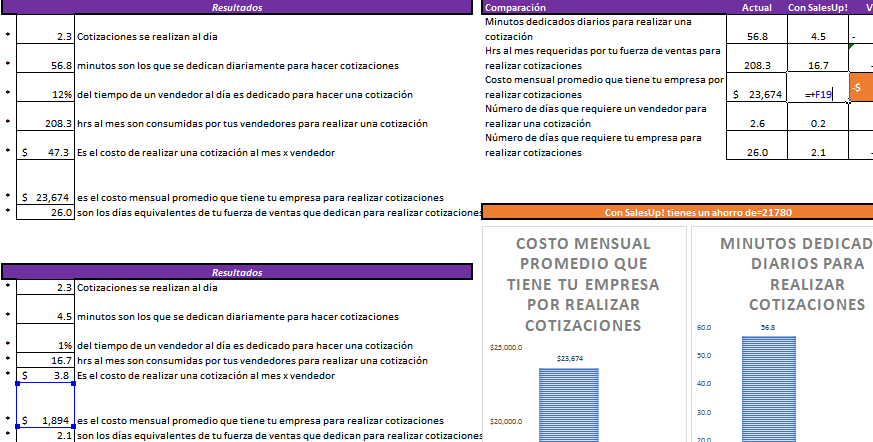 Resultados
* 2.3 Cotizaciones se realizan al día
* 56.8 minutos son los que se dedican diariamente para hacer cotizaciones
* 12% del tiempo de un vendedor al día es dedicado para hacer una cotización
* 208.3 hrs al mes son consumidas por tus vendedores para realizar una cotización
* $ 47.3 Es el costo de realizar una cotización al mes x vendedor
* $ 23,674 es el costo mensual promedio que tiene tu empresa para realizar cotizaciones
* 26.0 son los días equivalentes de tu fuerza de ventas que dedican para realizar cotizaciones
Resultados
* 2.3 Cotizaciones se realizan al día
* 4.5 minutos son los que se dedican diariamente para hacer cotizaciones
* 1% del tiempo de un vendedor al día es dedicado para hacer una cotización
* 16.7 hrs al mes son consumidas por tus vendedores para realizar una cotización
* $ 3.8 Es el costo de realizar una cotización al mes x vendedor
* $ 1,894 es el costo mensual promedio que tiene tu empresa para realizar cotizaciones
2.1 son los días equivalentes de tu fuerza de ventas que dedican para realizar cotizaciones
Comparación Actual Con SalesUp! V
Minutos dedicados diarios para realizar una
cotización 56.8 4.5 -
Hrs al mes requeridas por tu fuerza de ventas para
realizar cotizaciones 208.3 16.7 -
Costo mensual promedio que tiene tu empresa por
realizar cotizaciones $ 23,674 =+F19 -$
Número de días que requiere un vendedor para
realizar una cotización 2.6 0.2
Número de días que requiere tu empresa para
realizar cotizaciones 26.0 2.1 -
Con SalesUp! tienes un ahorro de=21780
COSTO MENSUAL
PROMEDIO QUE
TIENE TU EMPRESA
POR REALIZAR
COTIZACIONES
$25,000.0
$23,674
$20,000.0
MINUTOS DEDICAD
DIARIOS PARA
REALIZAR
COTIZACIONES
60.0
56.8
50.0
40.0
30.0
20.0